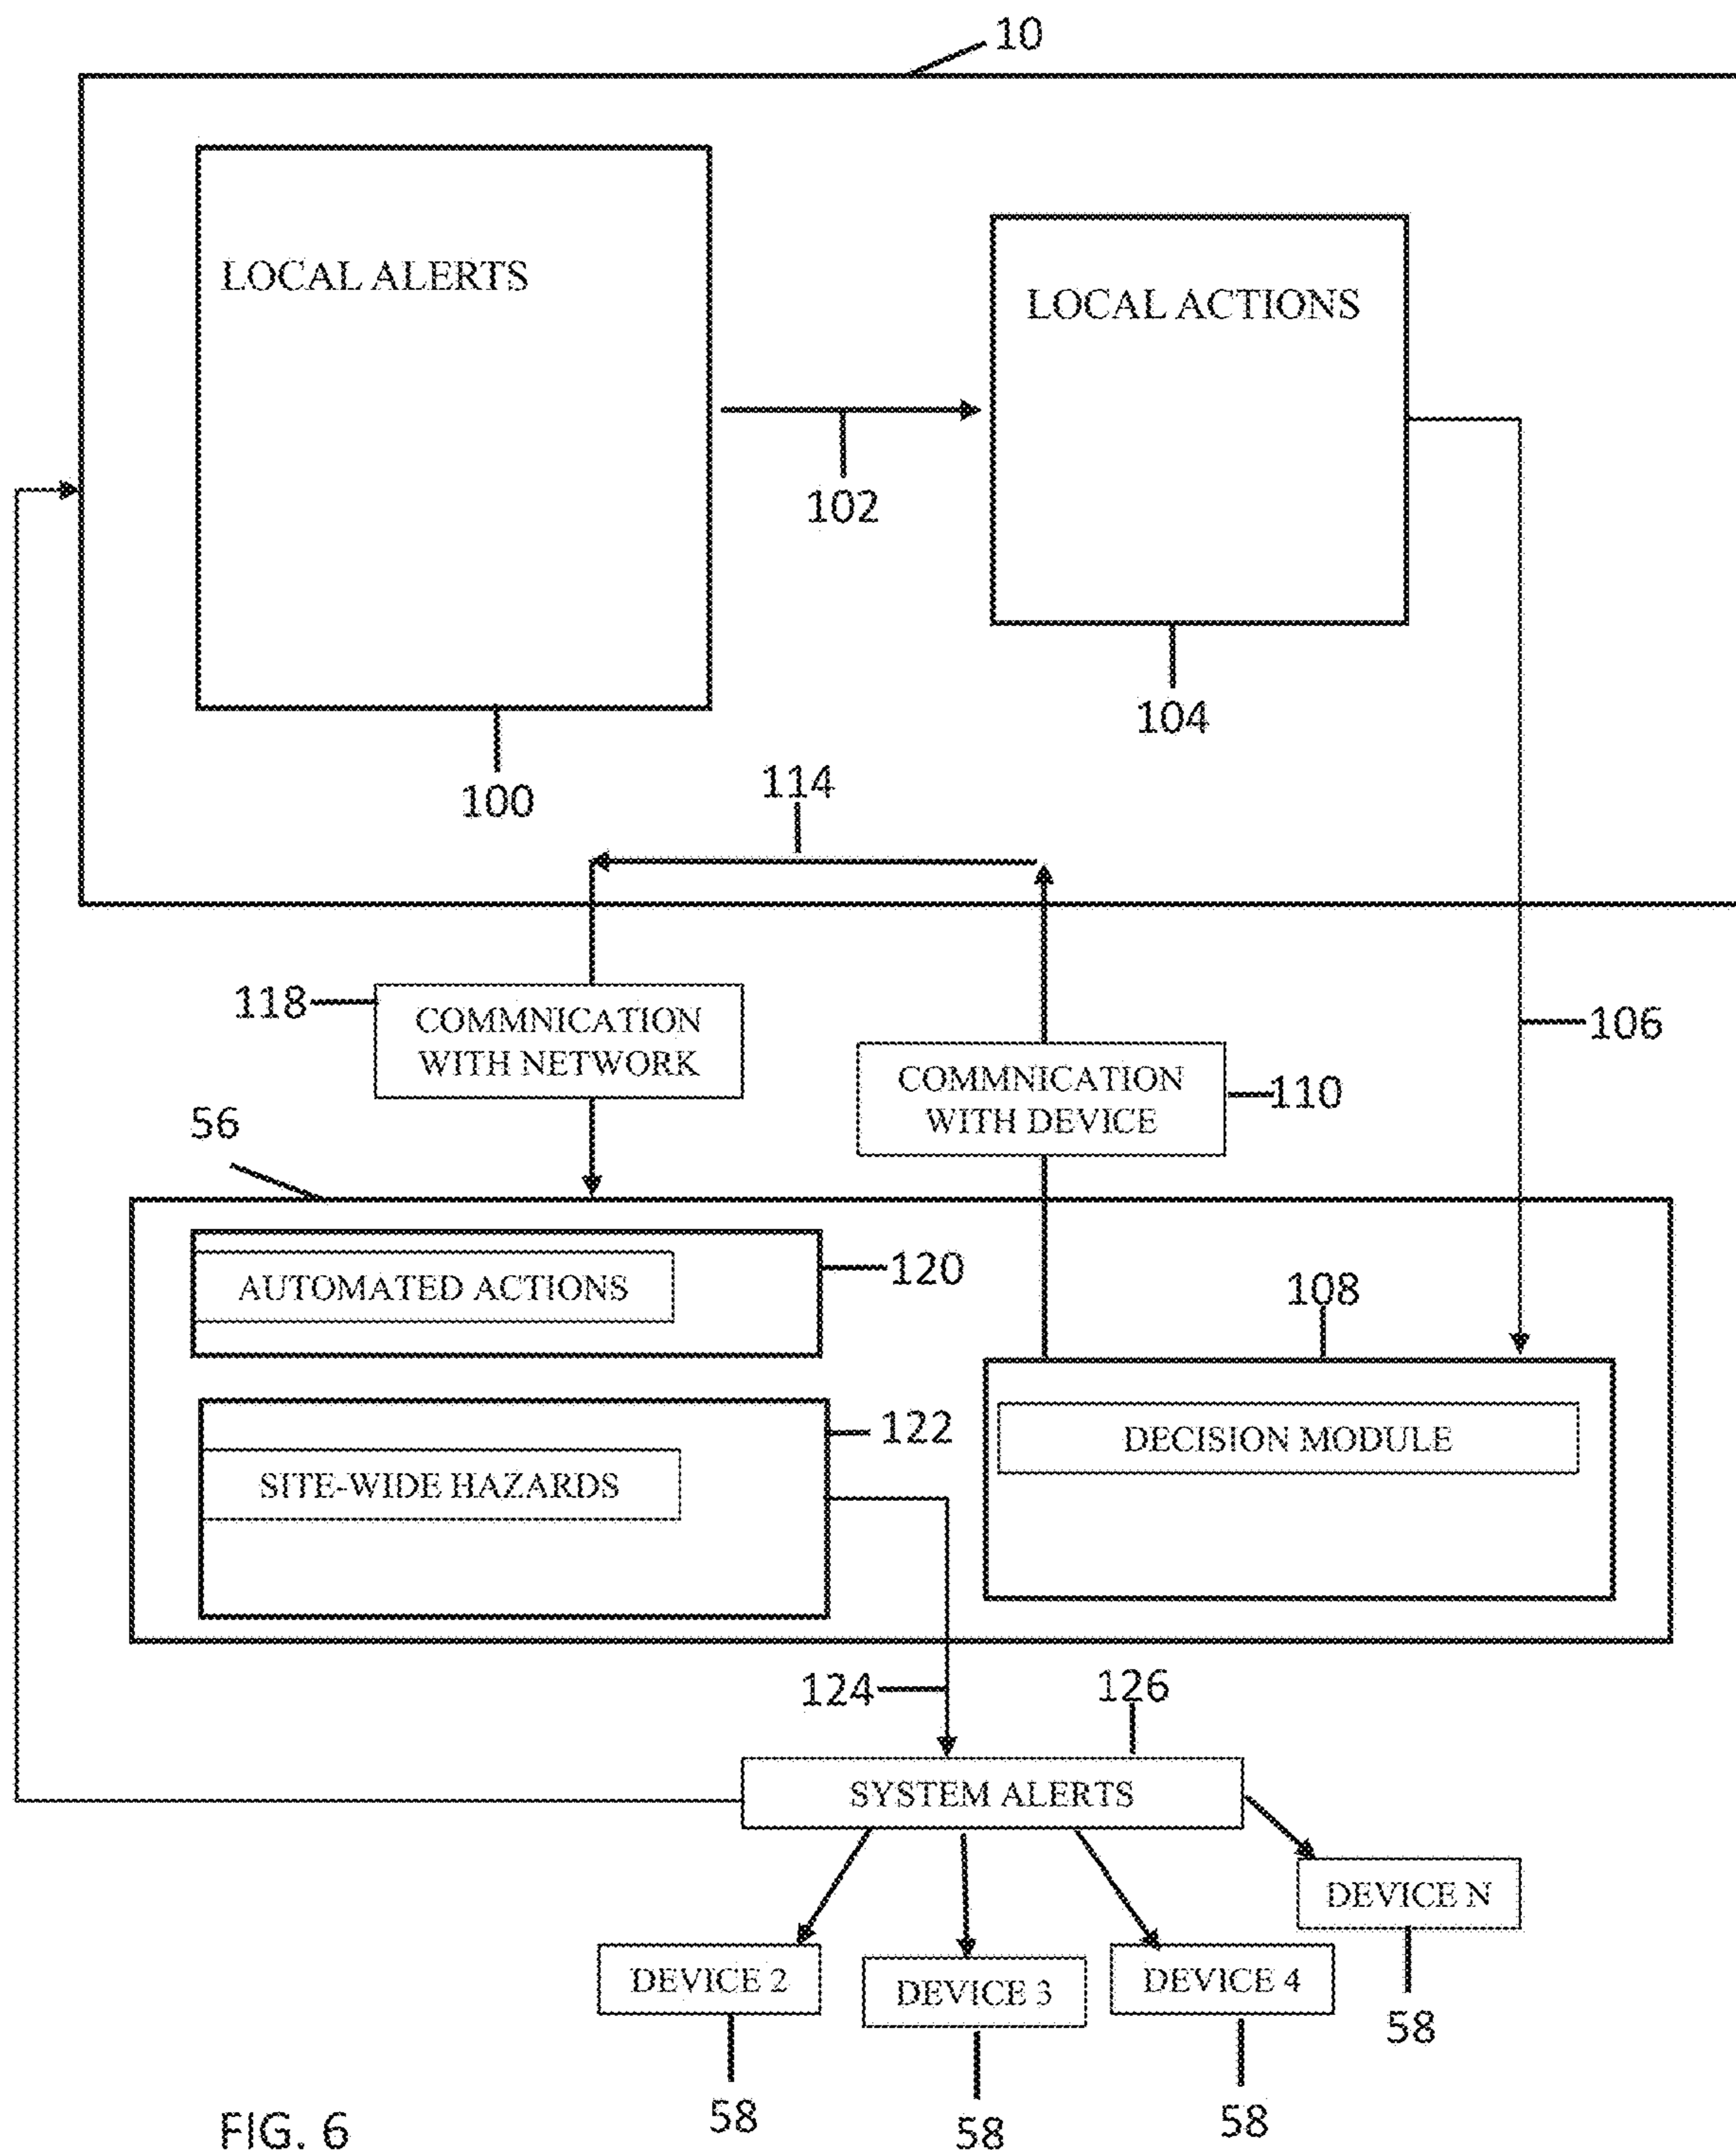 10
LOCAL ALERTS
LOCAL ACTIONS
102
104
100
114
118
COMMNICATION
WITH NETWORK
106
COMMNICATION
WITH DEVICE
110
56
AUTOMATED ACTIONS
120
108
122
DECISION MODULE
SITE-WIDE HAZARDS
124
126
SYSTEM ALERTS
DEVICE N
DEVICE 2
DEVICE 3
DEVICE 4
58
58
58
58
FIG. 6